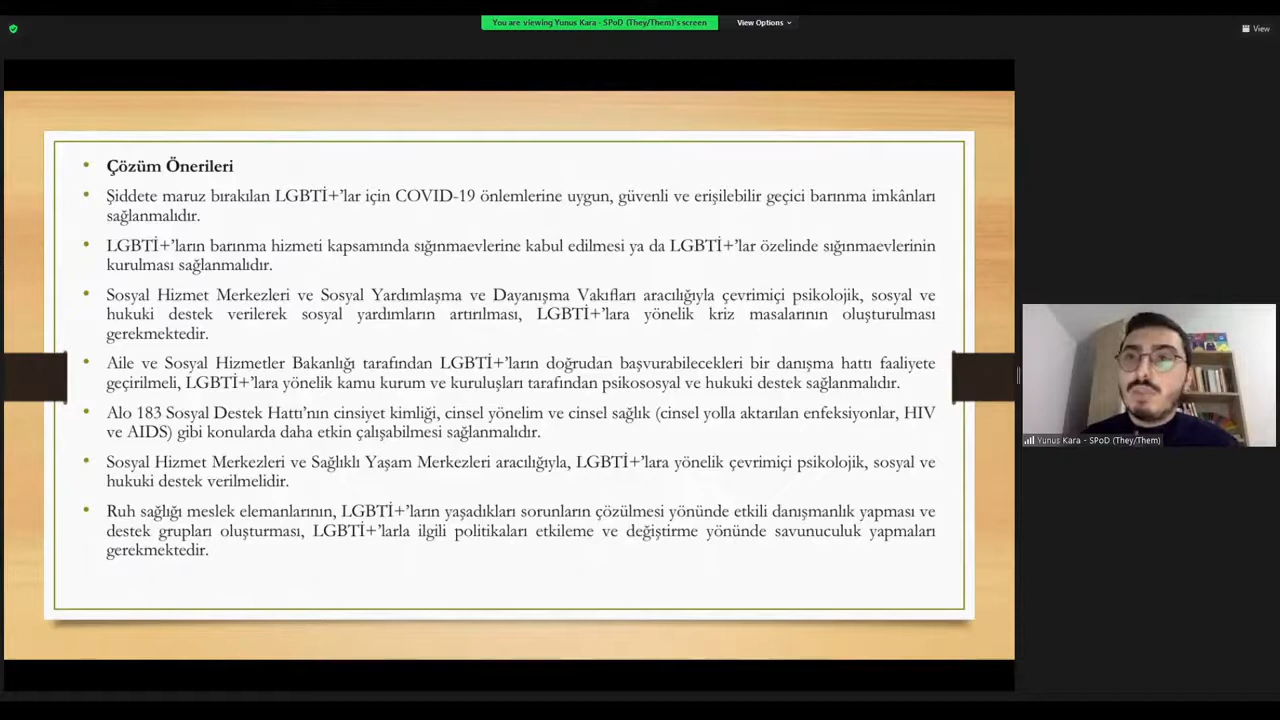 You are viewing Yunus Kara - SPoD (They/Them)'s screen
View Options
View
• Çözüm Önerileri
• Şiddete maruz bırakılan LGBTİ+'lar için COVID-19 önlemlerine uygun, güvenli ve erişilebilir geçici barınma imkânları
sağlanmalıdır.
• LGBTİ+'ların barınma hizmeti kapsamında sığınmaevlerine kabul edilmesi ya da LGBTİ+'lar özelinde sığınmaevlerinin
kurulması sağlanmalıdır.
• Sosyal Hizmet Merkezleri ve Sosyal Yardımlaşma ve Dayanışma Vakıfları aracılığıyla çevrimiçi psikolojik, sosyal ve
hukuki destek verilerek sosyal yardımların artırılması, LGBTİ+'lara yönelik kriz masalarının oluşturulması
gerekmektedir.
• Aile ve Sosyal Hizmetler Bakanlığı tarafından LGBTİ+'ların doğrudan başvurabilecekleri bir danışma hattı faaliyete
geçirilmeli, LGBTİ+'lara yönelik kamu kurum ve kuruluşları tarafından psikososyal ve hukuki destek sağlanmalıdır.
• Alo 183 Sosyal Destek Hattı'nın cinsiyet kimliği, cinsel yönelim ve cinsel sağlık (cinsel yolla aktarılan enfeksiyonlar, HIV
ve AIDS) gibi konularda daha etkin çalışabilmesi sağlanmalıdır.
• Sosyal Hizmet Merkezleri ve Sağlıklı Yaşam Merkezleri aracılığıyla, LGBTİ+'lara yönelik çevrimiçi psikolojik, sosyal ve
hukuki destek verilmelidir.
• Ruh sağlığı meslek elemanlarının, LGBTİ+'ların yaşadıkları sorunların çözülmesi yönünde etkili danışmanlık yapması ve
destek grupları oluşturması, LGBTİ+'larla ilgili politikaları etkileme ve değiştirme yönünde savunuculuk yapmaları
gerekmektedir.
Yunus Kara - SPoD (They/Them)